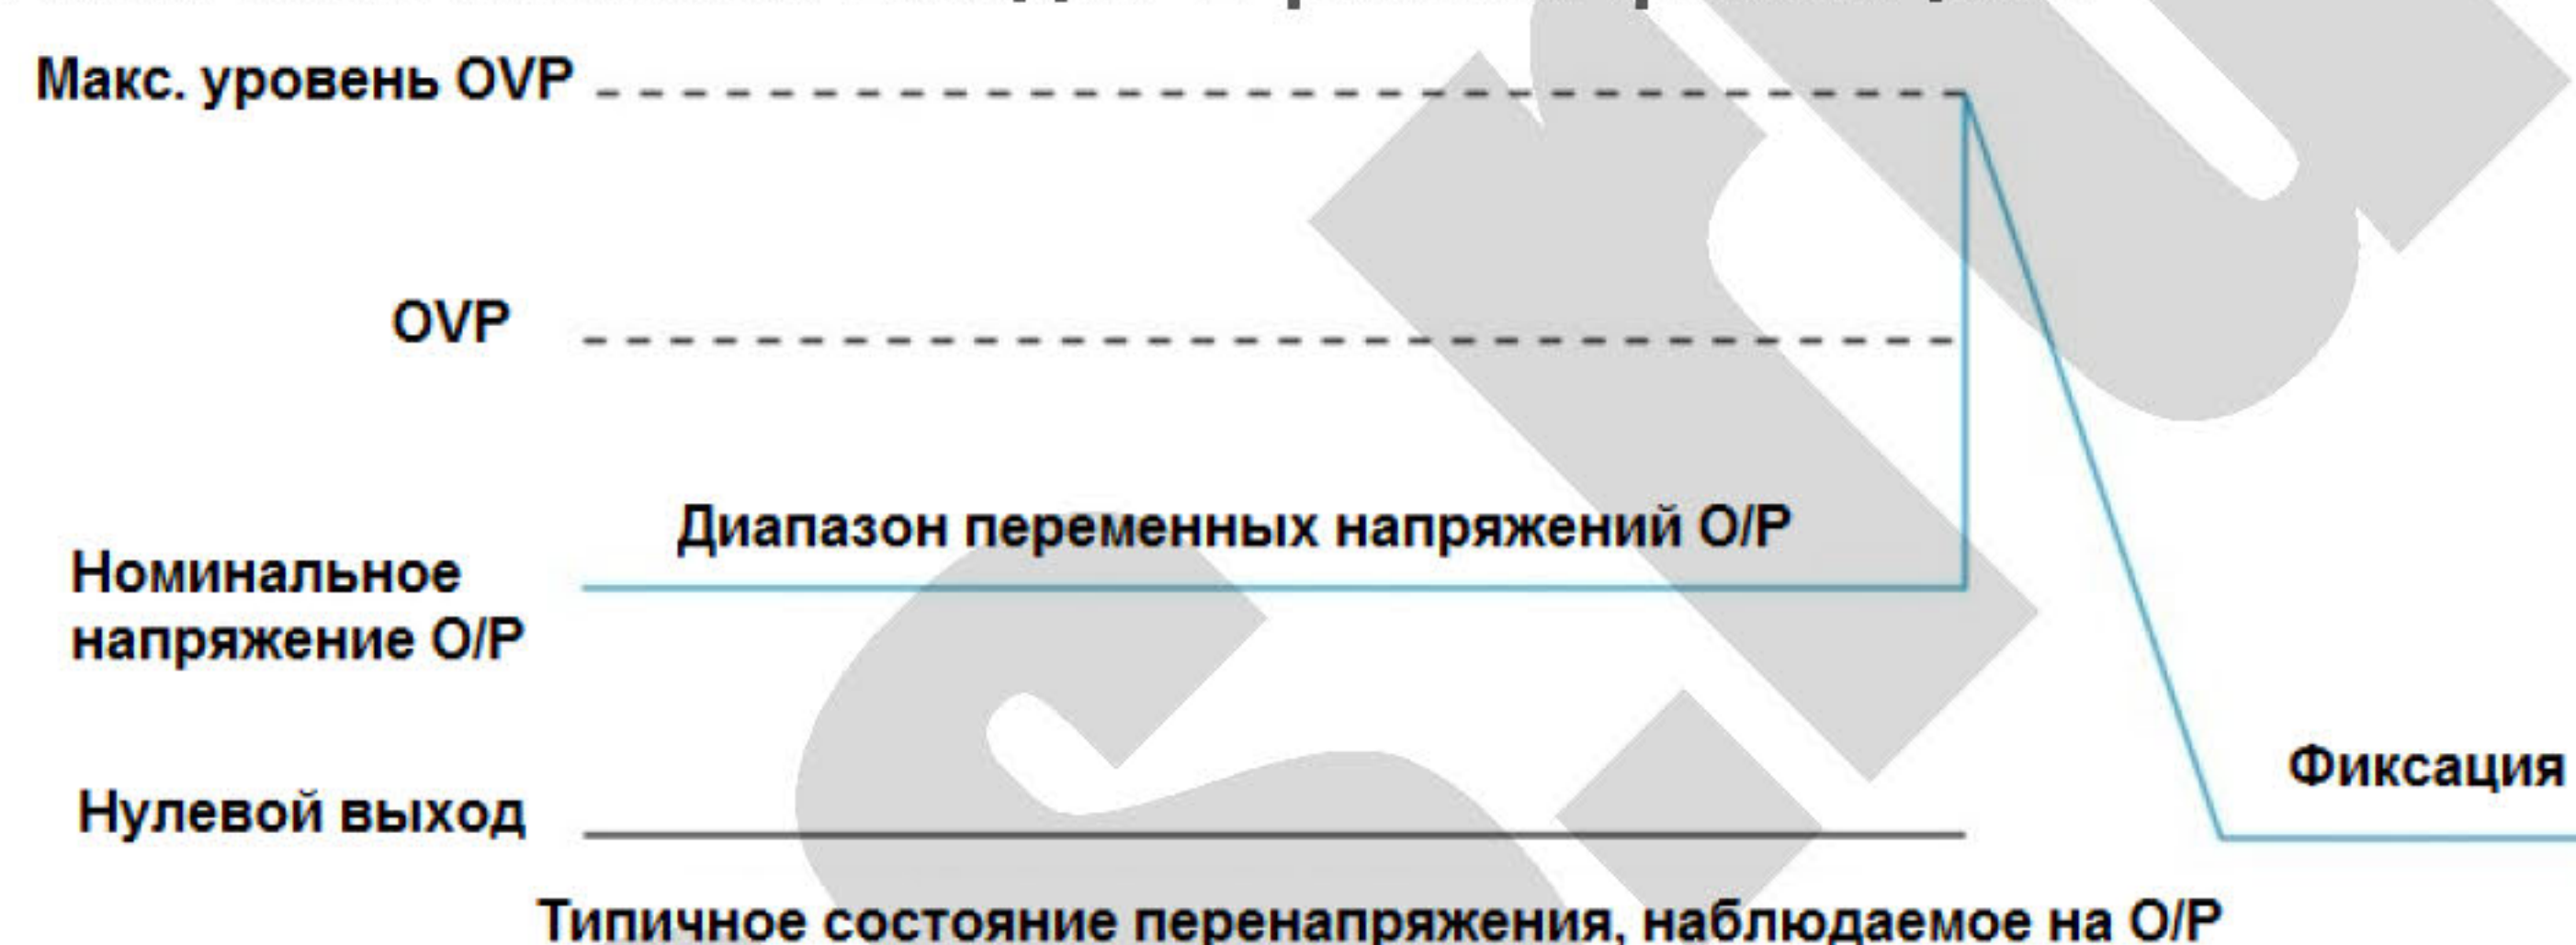 Макс. уровень OVP
OVP
Диапазон переменных напряжений O/P
Номинальное
напряжение O/P
Фиксация
Нулевой выход
Типичное состояние перенапряжения, наблюдаемое на O/P